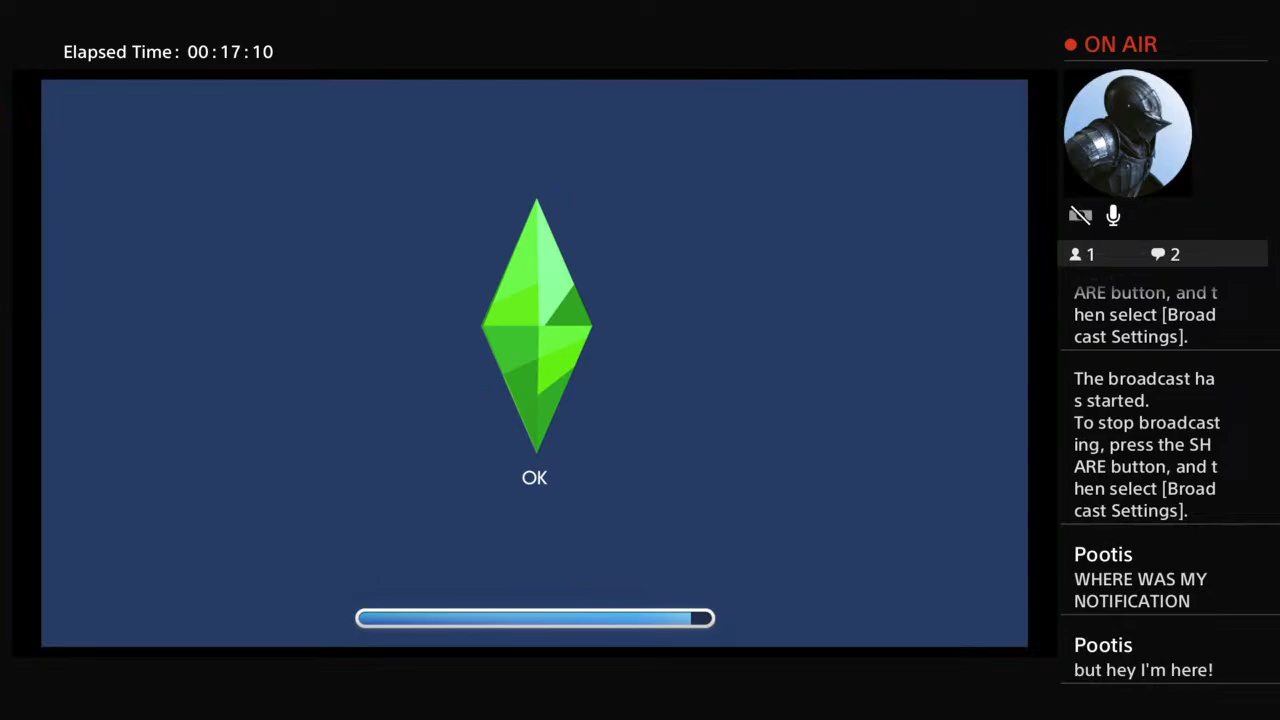 Elapsed Time: 00:17:10
ON AIR
1
2
ARE button, and t
hen select [Broad
cast Settings].
The broadcast ha
s started.
To stop broadcast
ing, press the SH
ARE button, and t
hen select [Broad
cast Settings].
Pootis
WHERE WAS MY
NOTIFICATION
Pootis
but hey I'm here!
OK